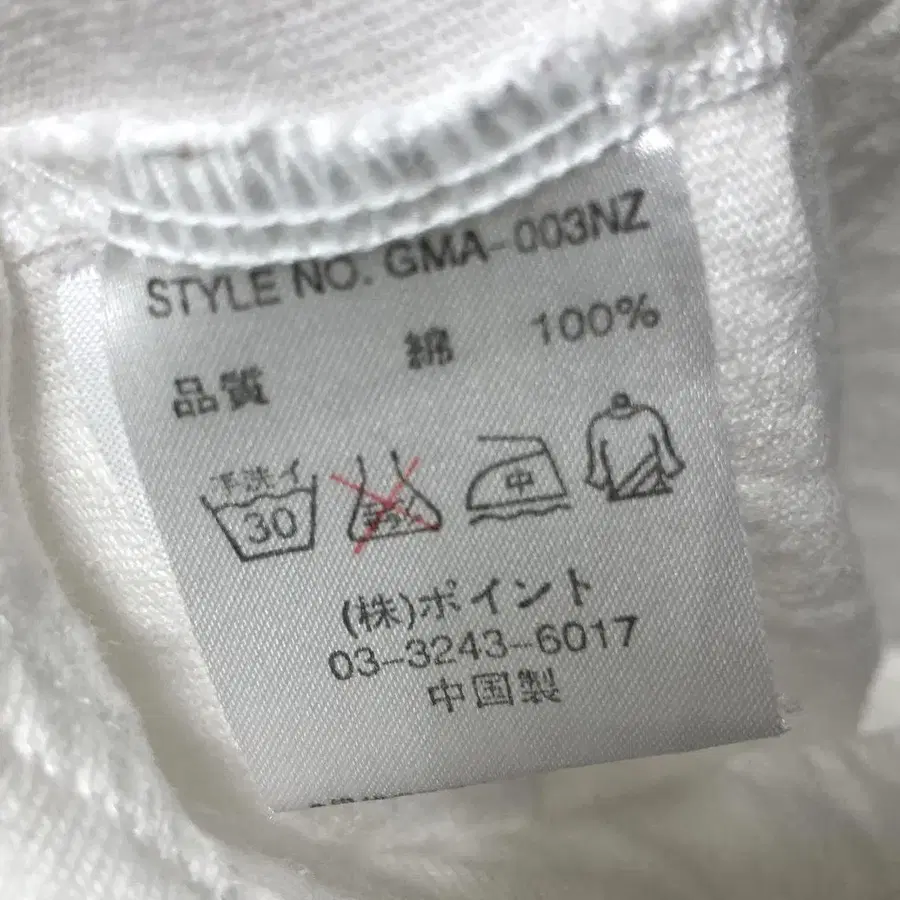 STYLE NO. GMA-003NZ
品質 綿 100%
手洗イ
30
中
(株)ポイント
03-3243-6017
中国製